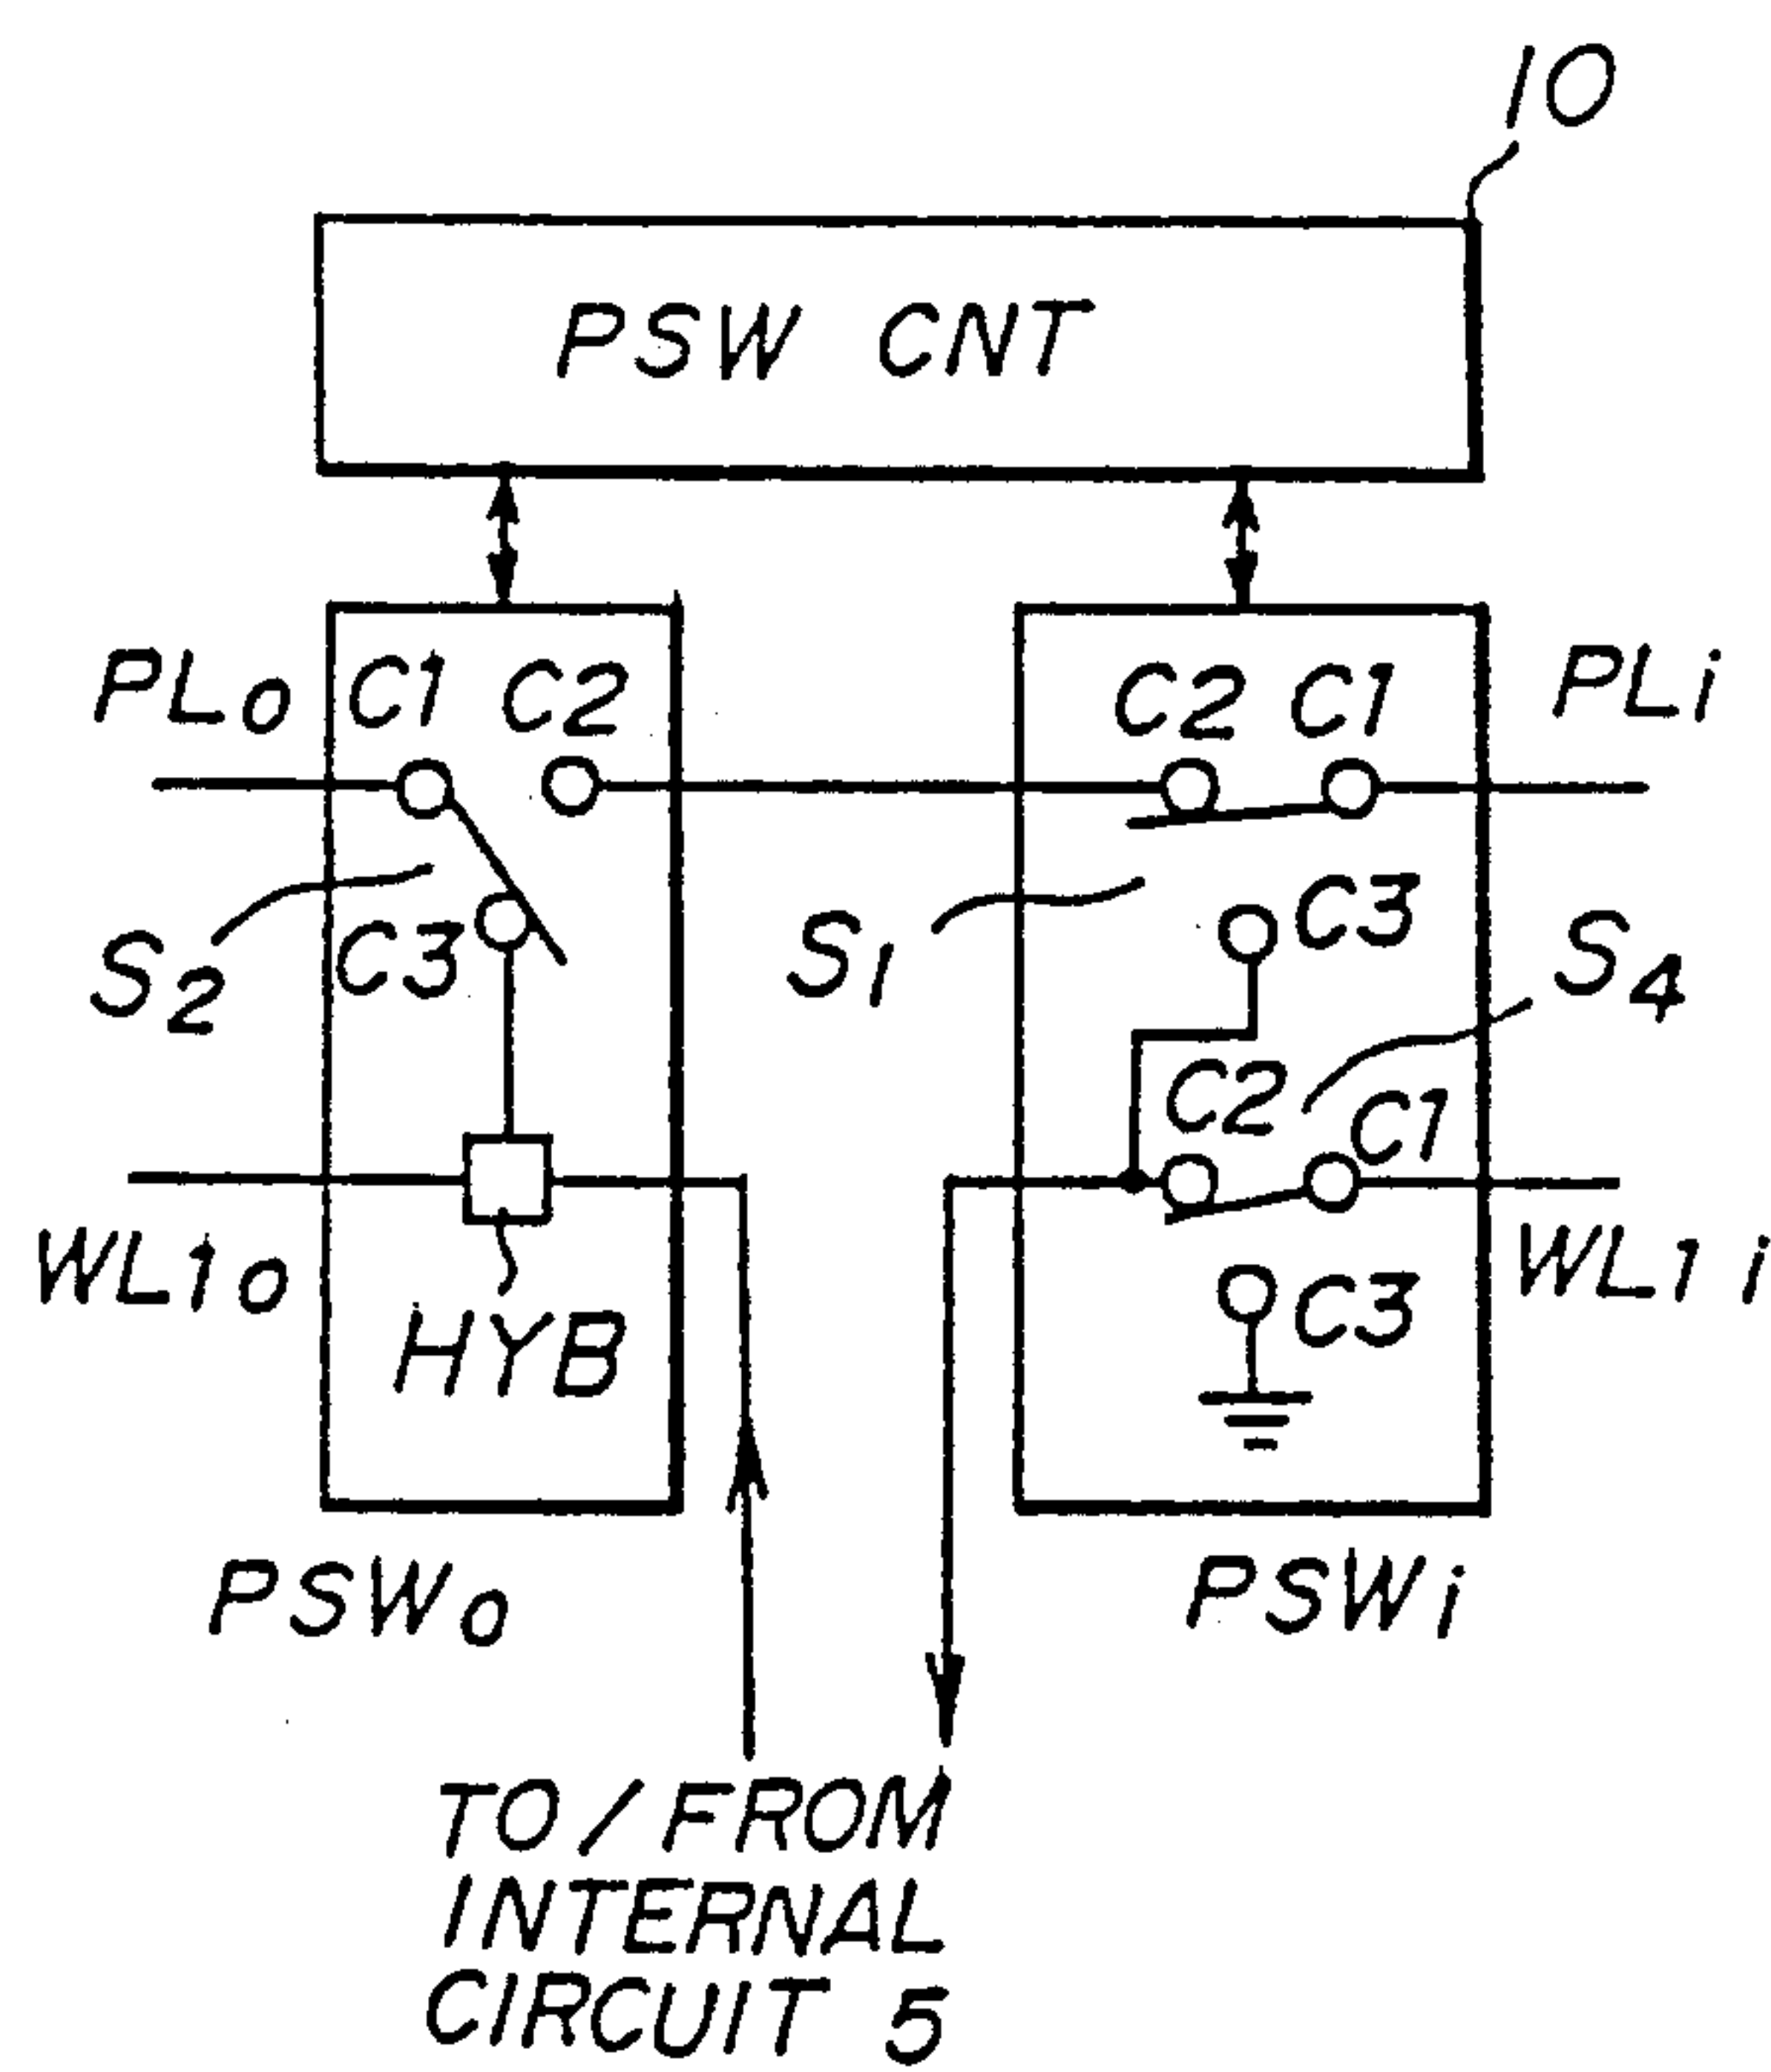 10
PSW CNT
PLo C1 C2
C2 C1 PLi
S2 C3
S1
C3 S4
C2 C1
WL1o
HYB
C3
WL1i
PSWo
PSWi
TO/FROM
INTERNAL
CIRCUIT 5